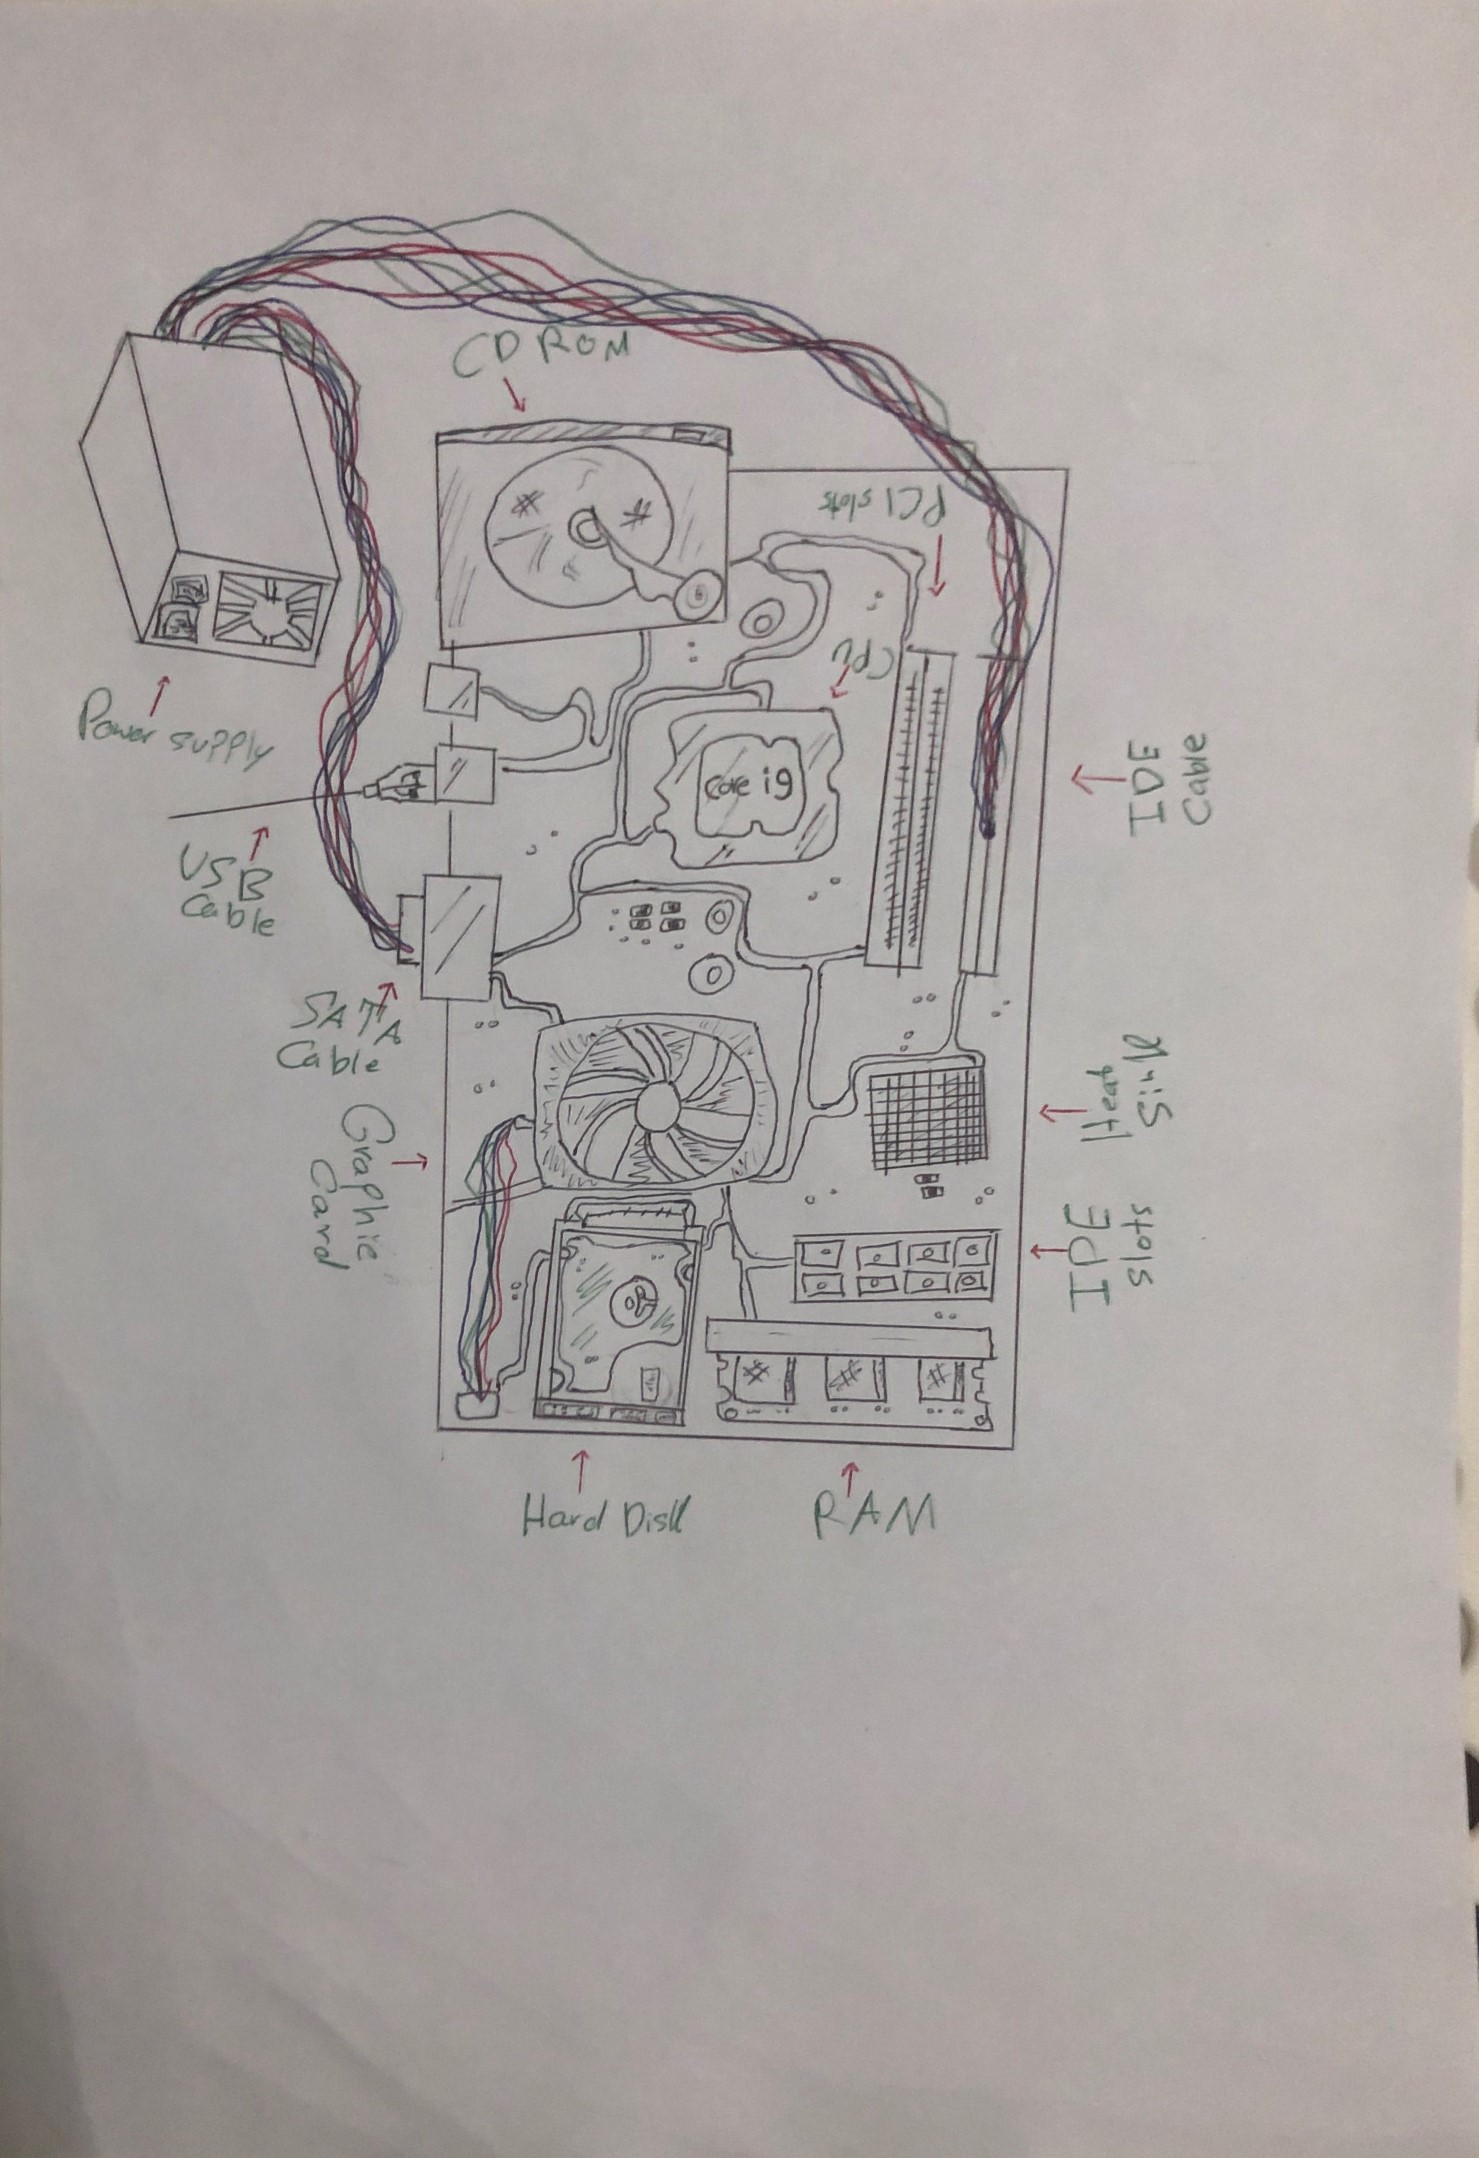 CD ROM
PCI slots
CPU
Core i9
Power supply
IDE
Cable
USB
Cable
SATA
Cable
Heat
Sink
Graphic
Card
IDE
slots
Hard Disk
RAM